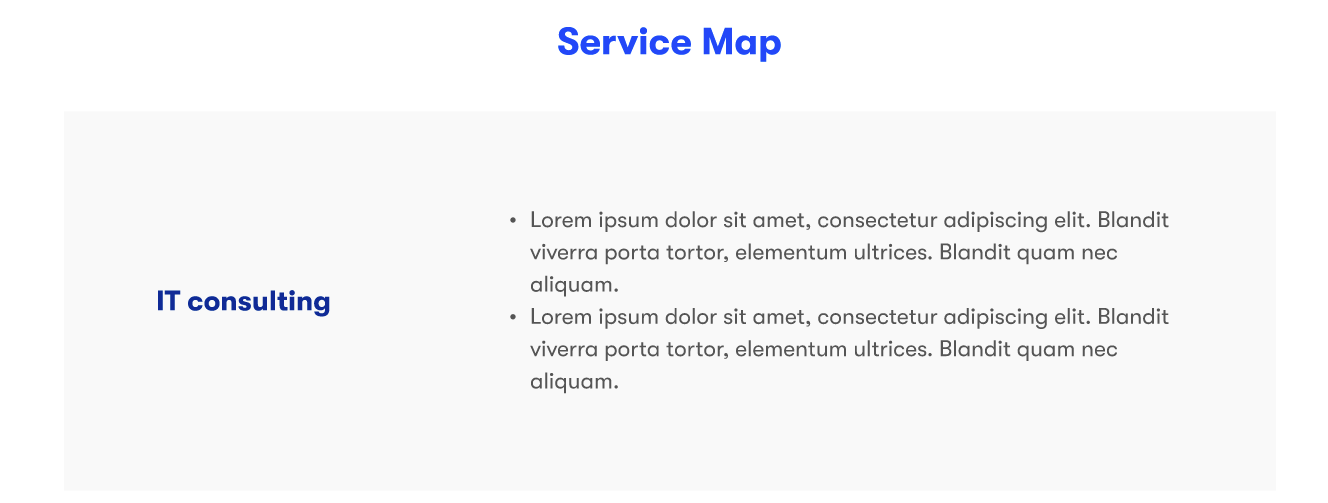 Service Map
IT consulting
• Lorem ipsum dolor sit amet, consectetur adipiscing elit. Blandit
viverra porta tortor, elementum ultrices. Blandit quam nec
aliquam.
• Lorem ipsum dolor sit amet, consectetur adipiscing elit. Blandit
viverra porta tortor, elementum ultrices. Blandit quam nec
aliquam.